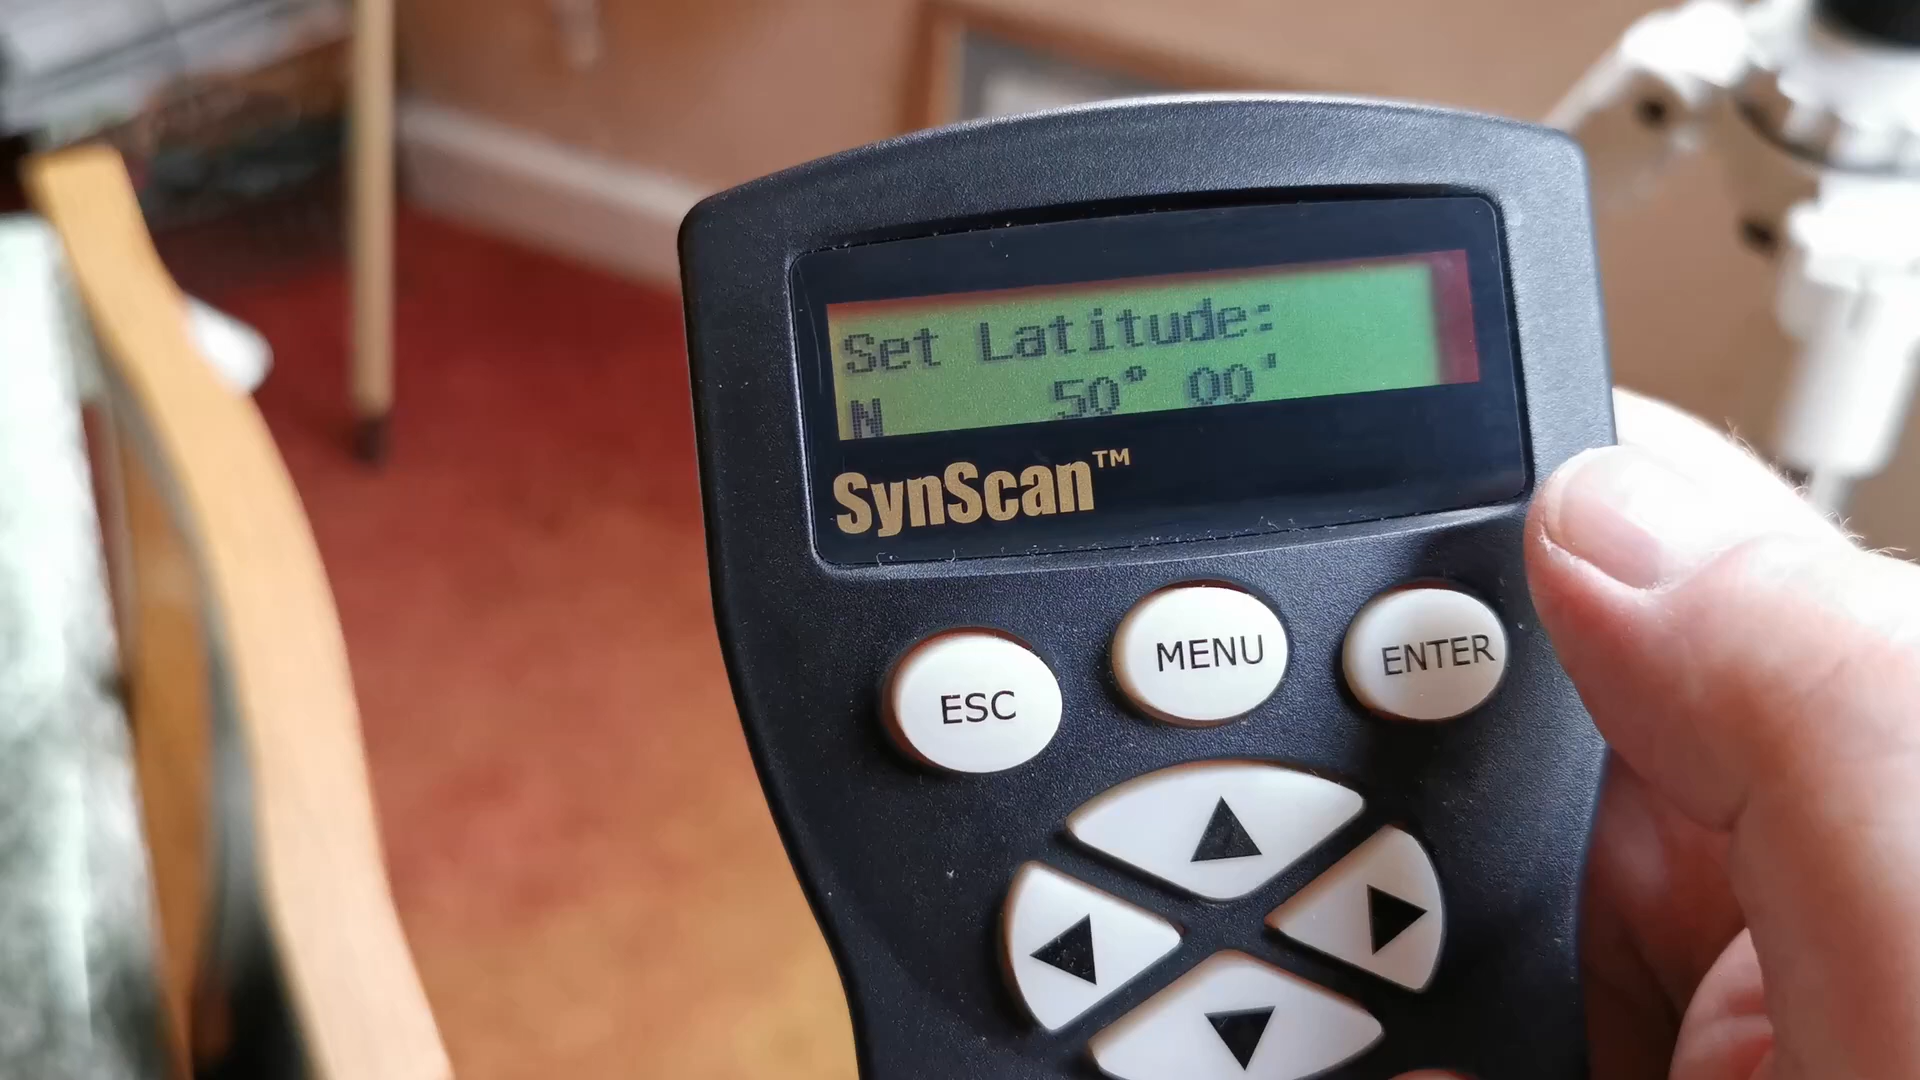 Set Latitude:
N 50° 00'
SynScan™
ESC
MENU
ENTER